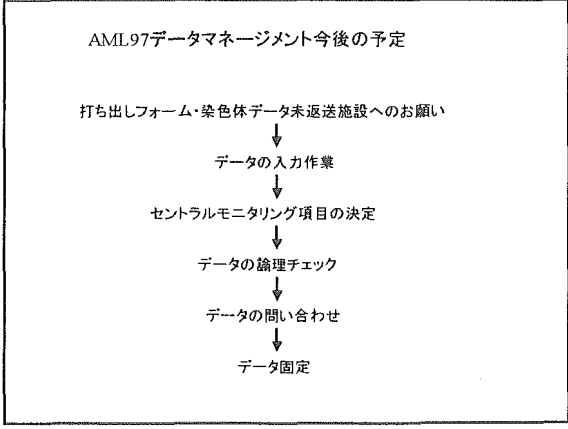 AML97データマネージメント今後の予定
打ち出しフォーム・染色体データ未返送施設へのお願い
データの入力作業
セントラルモニタリング項目の決定
データの論理チェック
データの問い合わせ
データ固定